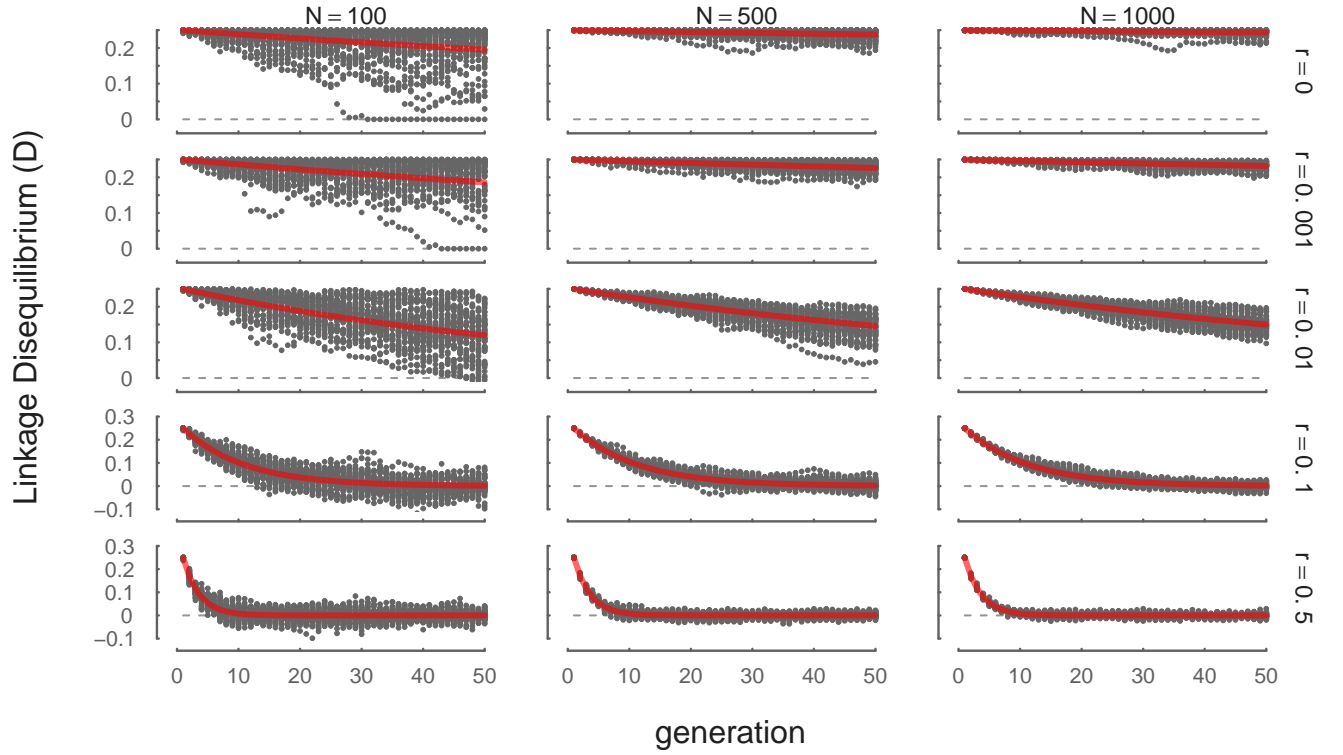 N = 100 N = 500 N = 1000
Linkage Disequilibrium (D)
0.2
0.1
0
r = 0
0.2
0.1
0
r = 0.001
0.2
0.1
0
r = 0.01
0.3
0.2
0.1
0
−0.1
r = 0.1
0.3
0.2
0.1
0
−0.1
r = 0.5
0 10 20 30 40 50 0 10 20 30 40 50 0 10 20 30 40 50
generation